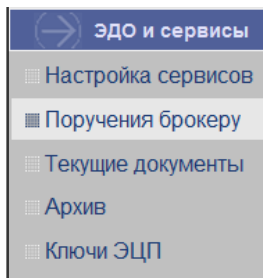 ЭДО и сервисы
Настройка сервисов
Поручения брокеру
Текущие документы
Архив
Ключи ЭЦП